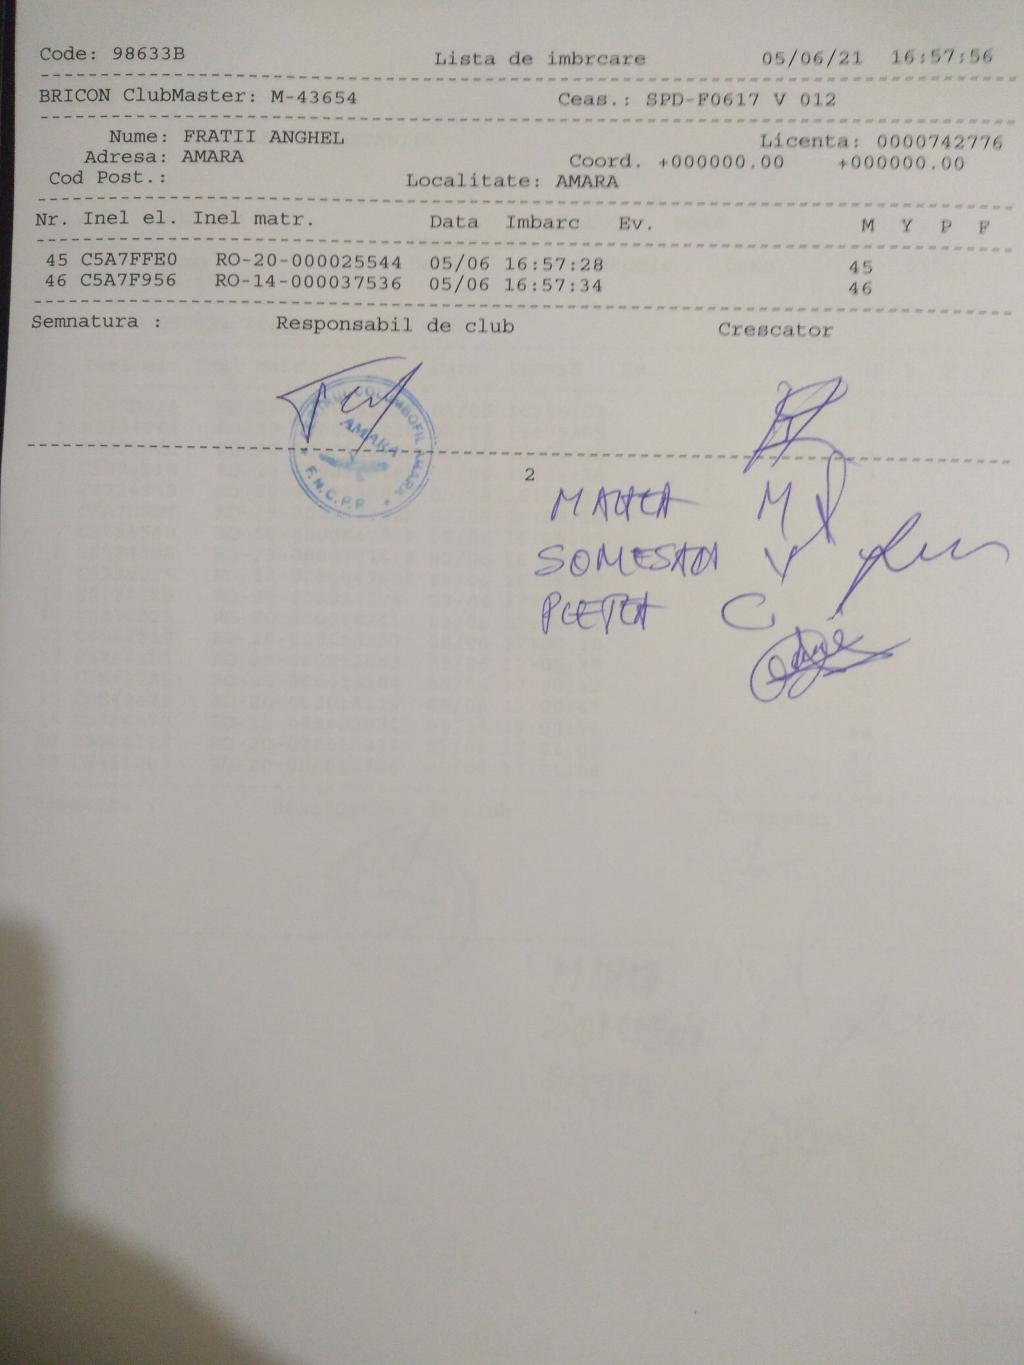 Code: 98633B Lista de imbrcare 05/06/21 16:57:56
BRICON ClubMaster: M-43654 Ceas.: SPD-F0617 V 012
Nume: FRATII ANGHEL Licenta: 0000742776
Adresa: AMARA Coord. +000000.00 +000000.00
Cod Post.: Localitate: AMARA
Nr. Inel el. Inel matr. Data Imbarc Ev. M Y P F
45 C5A7FFE0 RO-20-000025544 05/06 16:57:28 45
46 C5A7F956 RO-14-000037536 05/06 16:57:34 46
Semnatura : Responsabil de club Crescator
AMARA
F.N.C.P.R
2
M
SOMESAN V
C